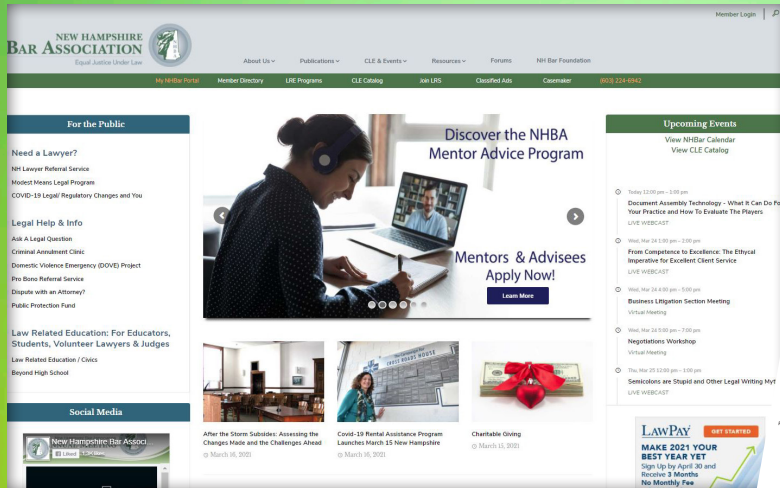 Member Login
NEW HAMPSHIRE
BAR ASSOCIATION
Equal Justice Under Law
About Us
Publications
CLE & Events
Resources
Forums
NH Bar Foundation
My NHBar Portal
Member Directory
LRE Programs
CLE Catalog
Join LRS
Classified Ads
Casemaker
(603) 224-6942
For the Public
Need a Lawyer?
NH Lawyer Referral Service
Modest Means Legal Program
COVID-19 Legal/ Regulatory Changes and You
Legal Help & Info
Ask A Legal Question
Criminal Annulment Clinic
Domestic Violence Emergency (DOVE) Project
Pro Bono Referral Service
Dispute with an Attorney?
Public Protection Fund
Law Related Education: For Educators,
Students, Volunteer Lawyers & Judges
Law Related Education / Civics
Beyond High School
Social Media
New Hampshire Bar Associ...
Liked
Discover the NHBA
Mentor Advice Program
Mentors & Advisees
Apply Now!
Learn More
CROSS ROADS HOUSE
After the Storm Subsides: Assessing the
Changes Made and the Challenges Ahead
March 16, 2021
Covid-19 Rental Assistance Program
Launches March 15 New Hampshire
March 16, 2021
Charitable Giving
March 15, 2021
Upcoming Events
View NHBar Calendar
View CLE Catalog
Today 12:00 pm - 1:00 pm
Document Assembly Technology - What It Can Do Fo
Your Practice and How To Evaluate The Players
LIVE WEBCAST
Wed, Mar 24 1:00 pm - 2:00 pm
From Competence to Excellence: The Ethycal
Imperative for Excellent Client Service
LIVE WEBCAST
Wed, Mar 24 4:00 pm - 5:00 pm
Business Litigation Section Meeting
Virtual Meeting
Wed, Mar 24 5:00 pm - 7:00 pm
Negotiations Workshop
Virtual Meeting
Thu, Mar 25 12:00 pm - 1:00 pm
Semicolons are Stupid and Other Legal Writing Myt
LIVE WEBCAST
LAWPAY
GET STARTED
MAKE 2021 YOUR
BEST YEAR YET
Sign Up by April 30 and
Receive 3 Months
No Monthly Fee